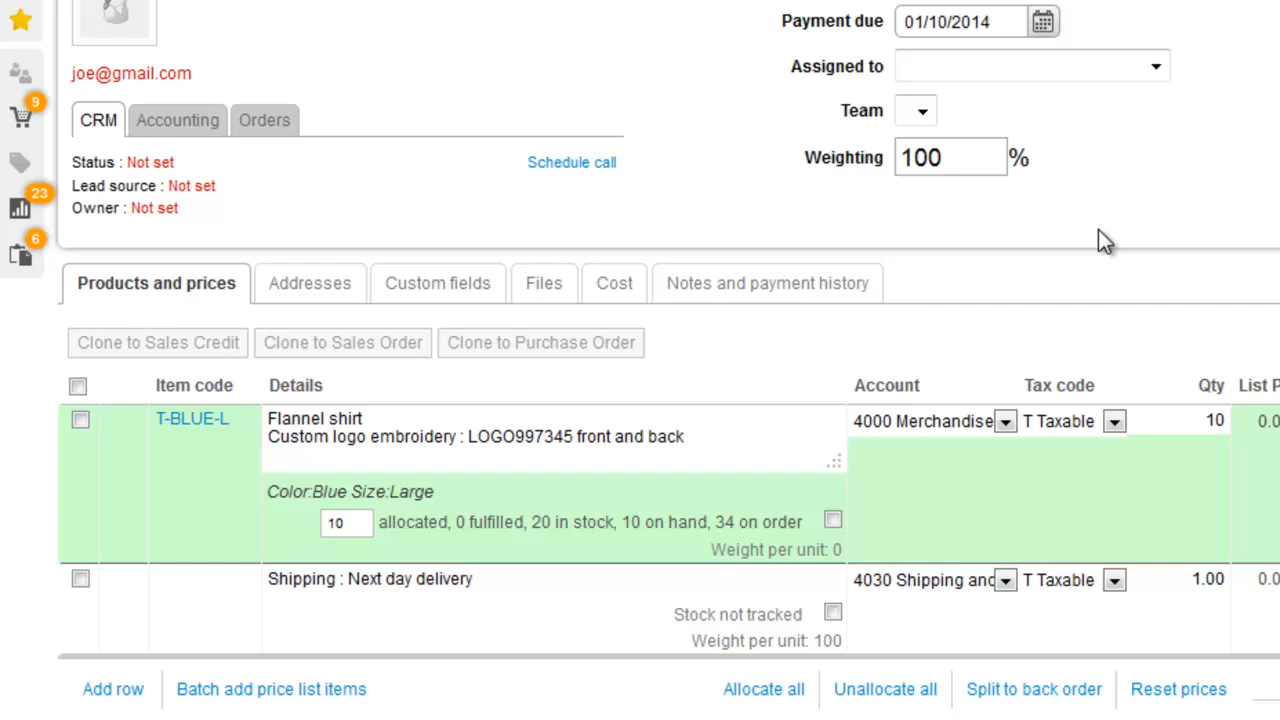 Payment due 01/10/2014
joe@gmail.com
Assigned to
9
CRM Accounting Orders
Team
Status : Not set Schedule call
Weighting 100 %
Lead source : Not set
23
Owner : Not set
6
Products and prices Addresses Custom fields Files Cost Notes and payment history
Clone to Sales Credit Clone to Sales Order Clone to Purchase Order
Item code Details Account Tax code Qty List P
T-BLUE-L Flannel shirt 4000 Merchandise T Taxable 10 0.0
Custom logo embroidery : LOGO997345 front and back
Color:Blue Size:Large
10 allocated, 0 fulfilled, 20 in stock, 10 on hand, 34 on order
Weight per unit: 0
Shipping : Next day delivery 4030 Shipping and T Taxable 1.00 0.0
Stock not tracked
Weight per unit: 100
Add row Batch add price list items Allocate all Unallocate all Split to back order Reset prices